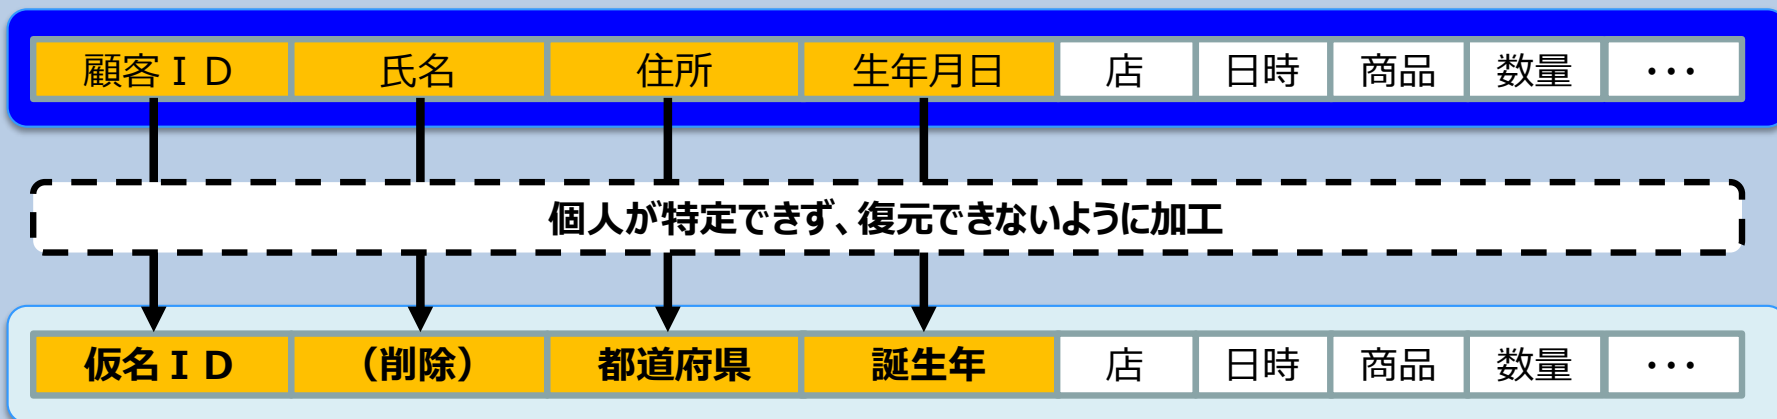 顧客ＩＤ 氏名 住所 生年月日 店 日時 商品 数量 ・・・
個人が特定できず、復元できないように加工
仮名ＩＤ （削除） 都道府県 誕生年 店 日時 商品 数量 ・・・